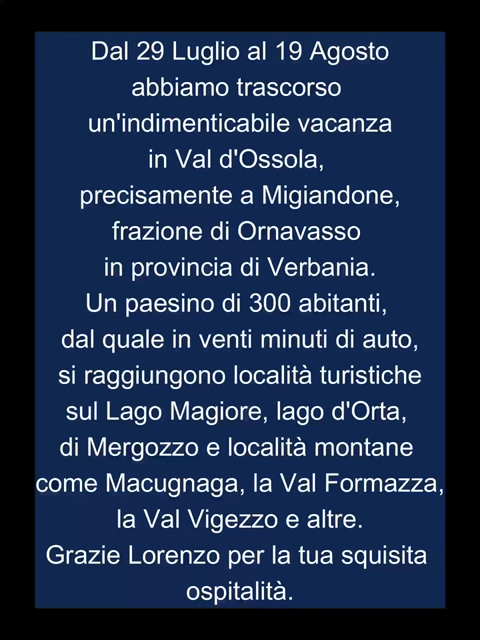 Dal 29 Luglio al 19 Agosto
abbiamo trascorso
un'indimenticabile vacanza
in Val d'Ossola,
precisamente a Migiandone,
frazione di Ornavasso
in provincia di Verbania.
Un paesino di 300 abitanti,
dal quale in venti minuti di auto,
si raggiungono località turistiche
sul Lago Magiore, lago d'Orta,
di Mergozzo e località montane
come Macugnaga, la Val Formazza,
la Val Vigezzo e altre.
Grazie Lorenzo per la tua squisita
ospitalità.